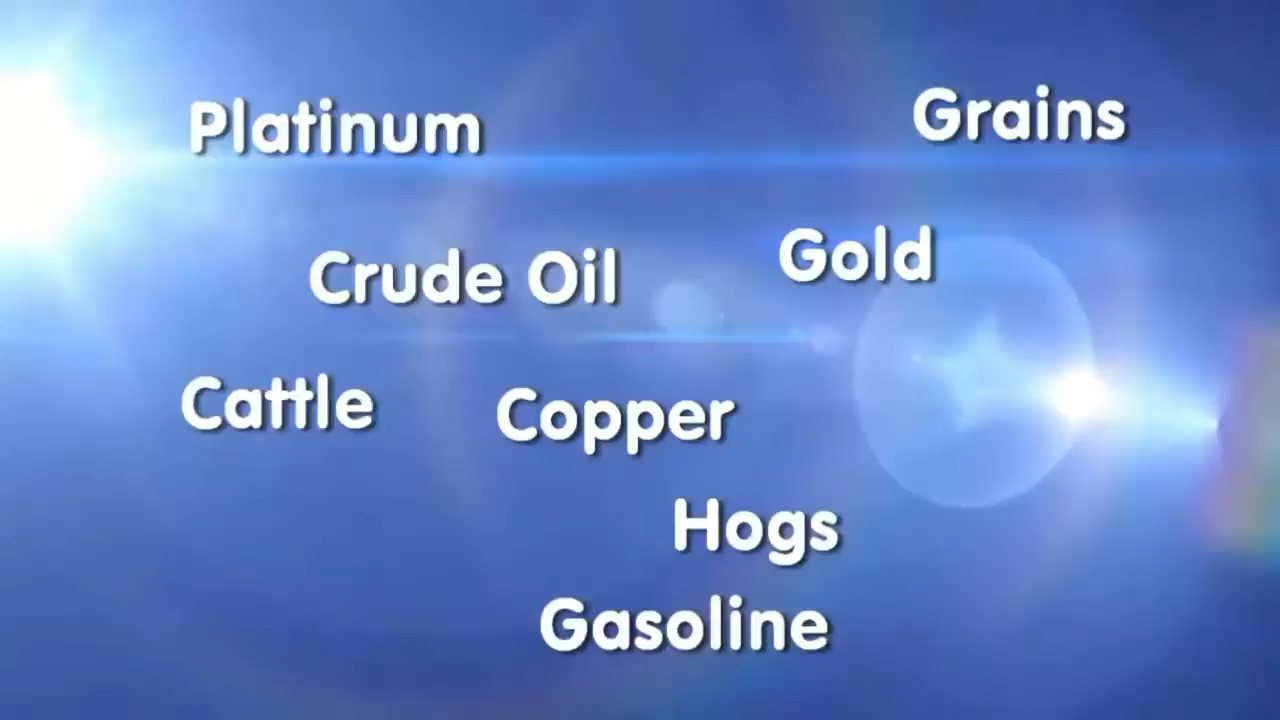 Platinum
Grains
Crude Oil
Gold
Cattle
Copper
Hogs
Gasoline